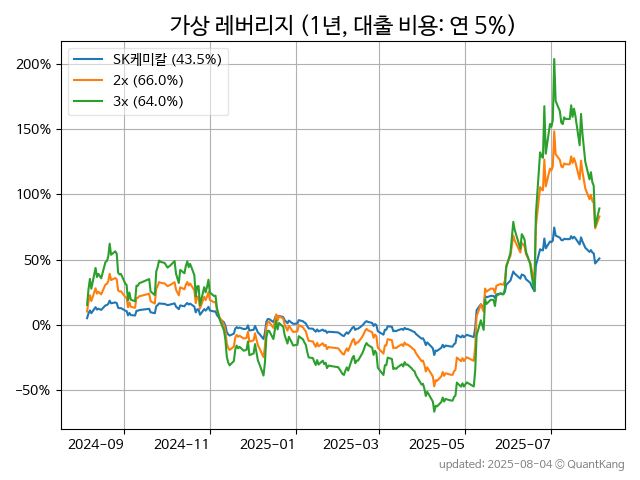 가상 레버리지 (1년, 대출 비용: 연 5%)
SK케미칼 (43.5%)
2x (66.0%)
3x (64.0%)
200%
150%
100%
50%
0%
−50%
2024-09 2024-11 2025-01 2025-03 2025-05 2025-07
updated: 2025-08-04 © QuantKang